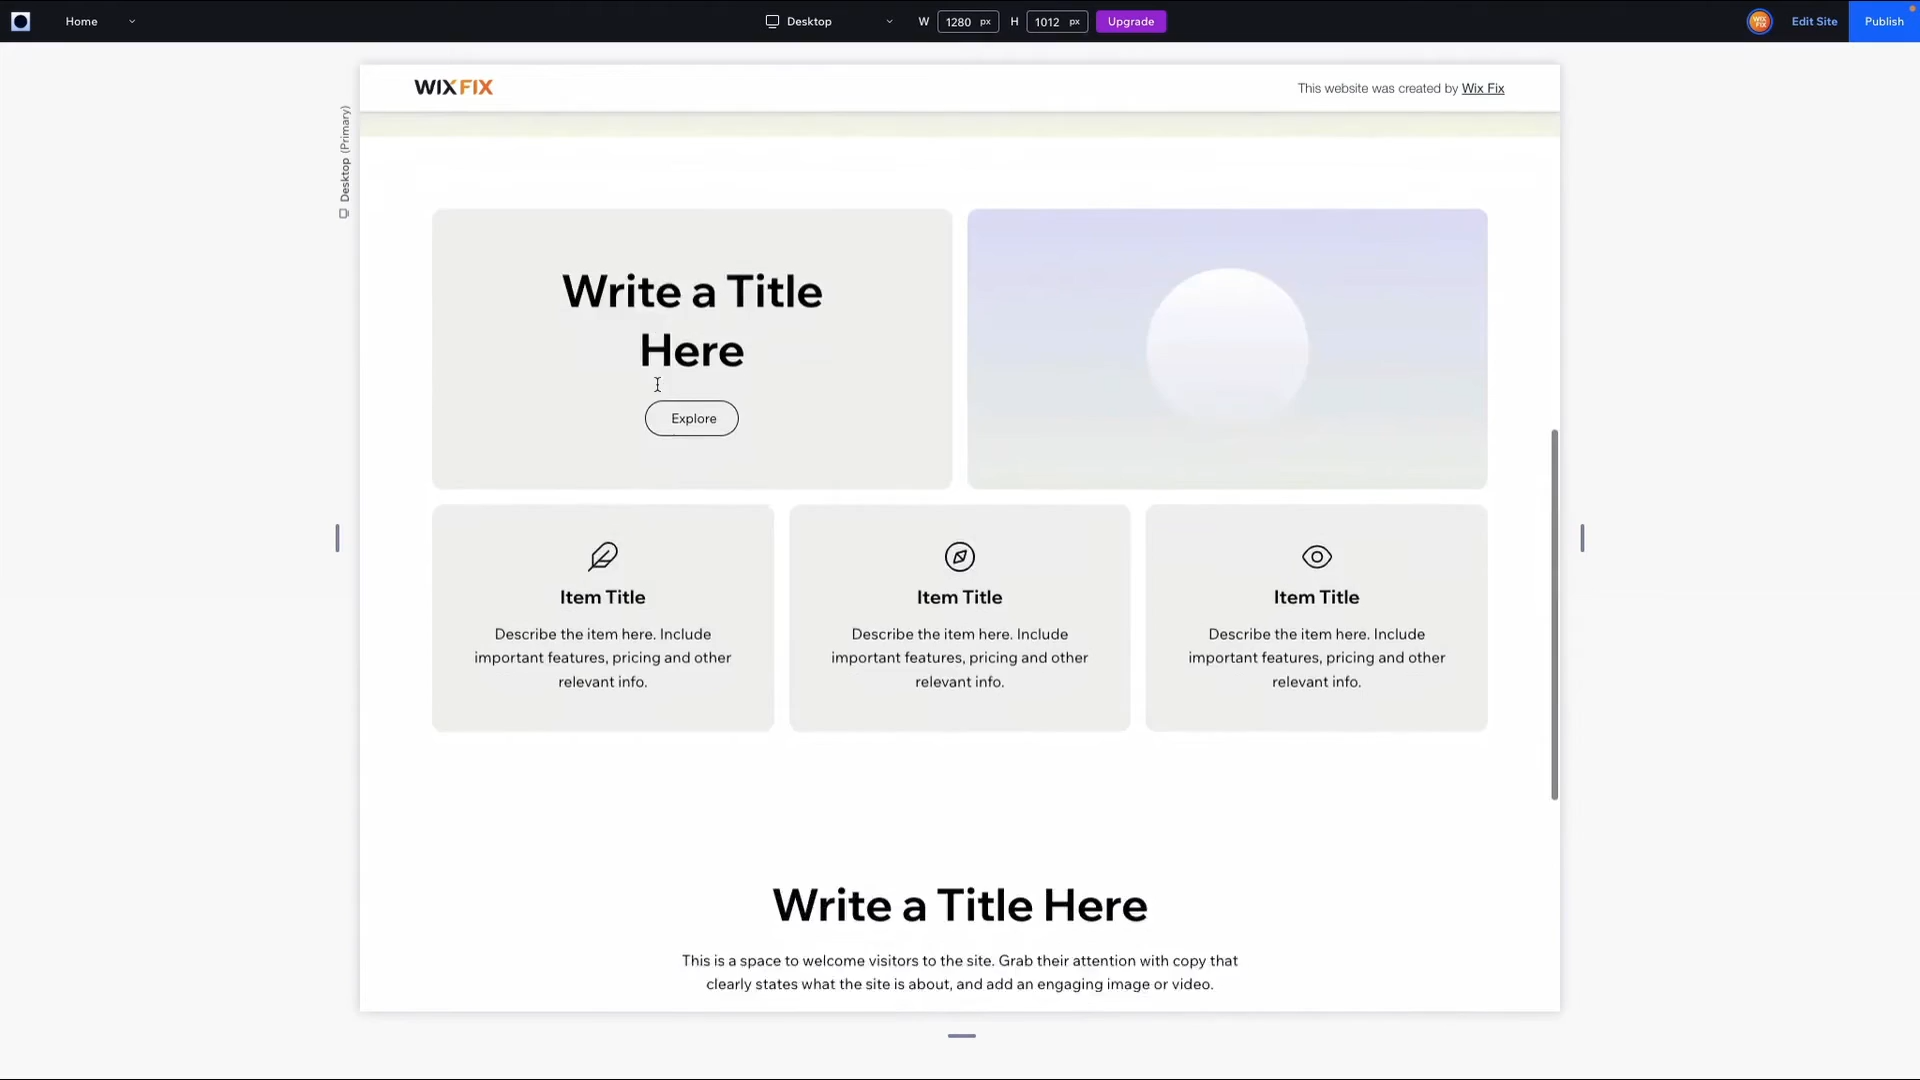 Home
Desktop
W 1280 px H 1012 px
Upgrade
WIX FIX
Edit Site
Publish
Desktop (Primary)
WIXFIX
This website was created by Wix Fix
Write a Title
Here
Explore
Item Title
Describe the item here. Include
important features, pricing and other
relevant info.
Item Title
Describe the item here. Include
important features, pricing and other
relevant info.
Item Title
Describe the item here. Include
important features, pricing and other
relevant info.
Write a Title Here
This is a space to welcome visitors to the site. Grab their attention with copy that
clearly states what the site is about, and add an engaging image or video.